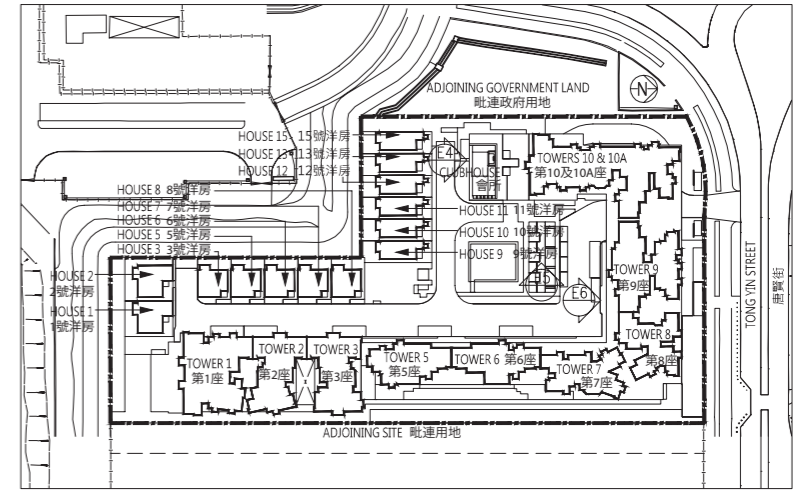 ADJOINING GOVERNMENT LAND
毗連政府用地
N
HOUSE 15 15號洋房
HOUSE 13 13號洋房
HOUSE 12 12號洋房
E4
CLUBHOUSE
會所
TOWERS 10 & 10A
第10及10A座
HOUSE 8 8號洋房
HOUSE 7 7號洋房
HOUSE 6 6號洋房
HOUSE 5 5號洋房
HOUSE 3 3號洋房
HOUSE 11 11號洋房
HOUSE 10 10號洋房
HOUSE 9 9號洋房
HOUSE 2
2號洋房
HOUSE 1
1號洋房
E5
E6
TOWER 9
第9座
TOWER 8
第8座
TOWER 1
第1座
TOWER 2
第2座
TOWER 3
第3座
TOWER 5
第5座
TOWER 6 第6座
TOWER 7
第7座
TONG YIN STREET
唐賢街
ADJOINING SITE 毗連用地